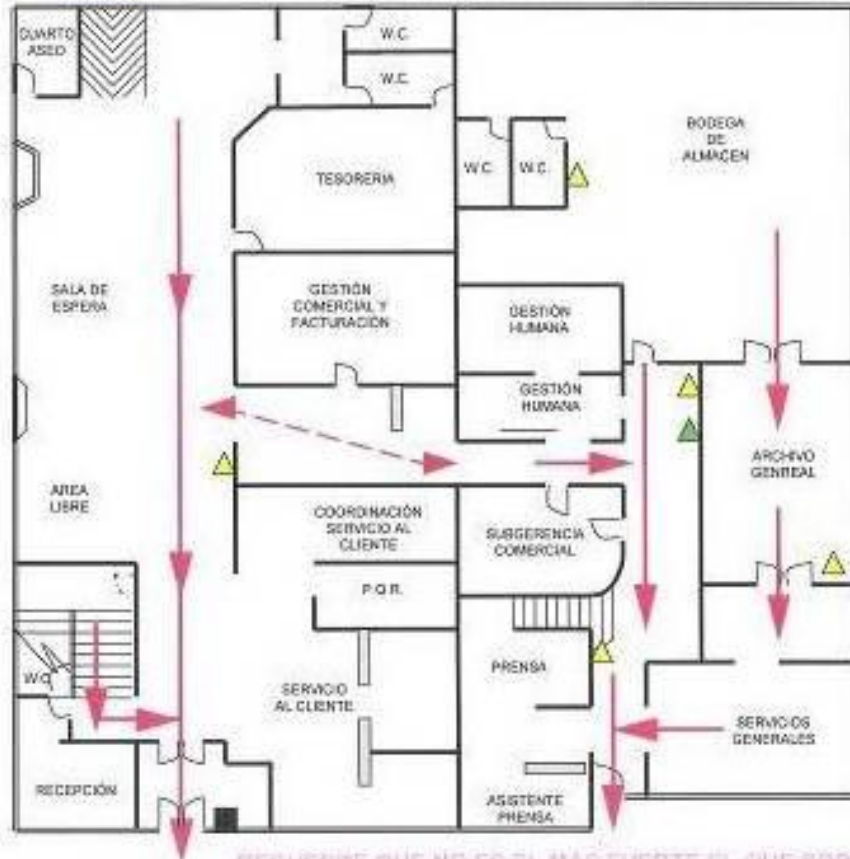 CUARTO
ASEO
W.C.
W.C.
TESORERIA
W.C.
W.C.
BODEGA
DE
ALMACEN
SALA DE
ESPERA
GESTIÓN
COMERCIAL Y
FACTURACIÓN
GESTIÓN
HUMANA
GESTIÓN
HUMANA
AREA
LIBRE
ARCHIVO
GENREAL
COORDINACIÓN
SERVICIO AL
CLIENTE
SUBGERENCIA
COMERCIAL
P.Q.R.
W.C.
SERVICIO
AL CLIENTE
PRENSA
SERVICIOS
GENERALES
RECEPCIÓN
ASISTENTE
PRENSA